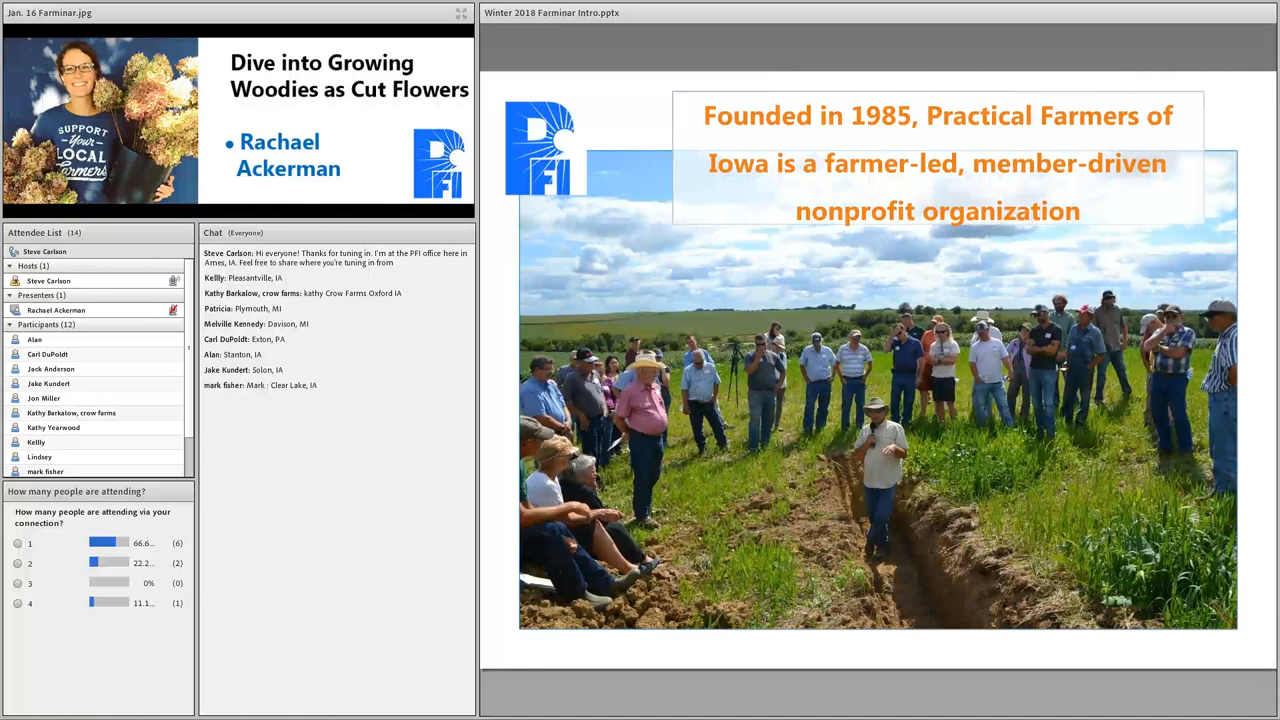 Jan. 16 Farminar.jpg
Dive into Growing
Woodies as Cut Flowers
• Rachael
Ackerman
SUPPORT
Your
LOCAL
farmers
PFI
Attendee List (14)
Steve Carlson
Hosts (1)
Steve Carlson
Presenters (1)
Rachael Ackerman
Participants (12)
Alan
Carl DuPoldt
Jack Anderson
Jake Kundert
Jon Miller
Kathy Barkalow, crow farms
Kathy Yearwood
Kellly
Lindsey
mark fisher
How many people are attending?
How many people are attending via your
connection?
1 66.6... (6)
2 22.2... (2)
3 0% (0)
4 11.1... (1)
Chat (Everyone)
Steve Carlson: Hi everyone! Thanks for tuning in. I'm at the PFI office here in
Ames, IA. Feel free to share where you're tuning in from
Kellly: Pleasantville, IA
Kathy Barkalow, crow farms: kathy Crow Farms Oxford IA
Patricia: Plymouth, MI
Melville Kennedy: Davison, MI
Carl DuPoldt: Exton, PA
Alan: Stanton, IA
Jake Kundert: Solon, IA
mark fisher: Mark : Clear Lake, IA
Winter 2018 Farminar Intro.pptx
PFI
Founded in 1985, Practical Farmers of
Iowa is a farmer-led, member-driven
nonprofit organization